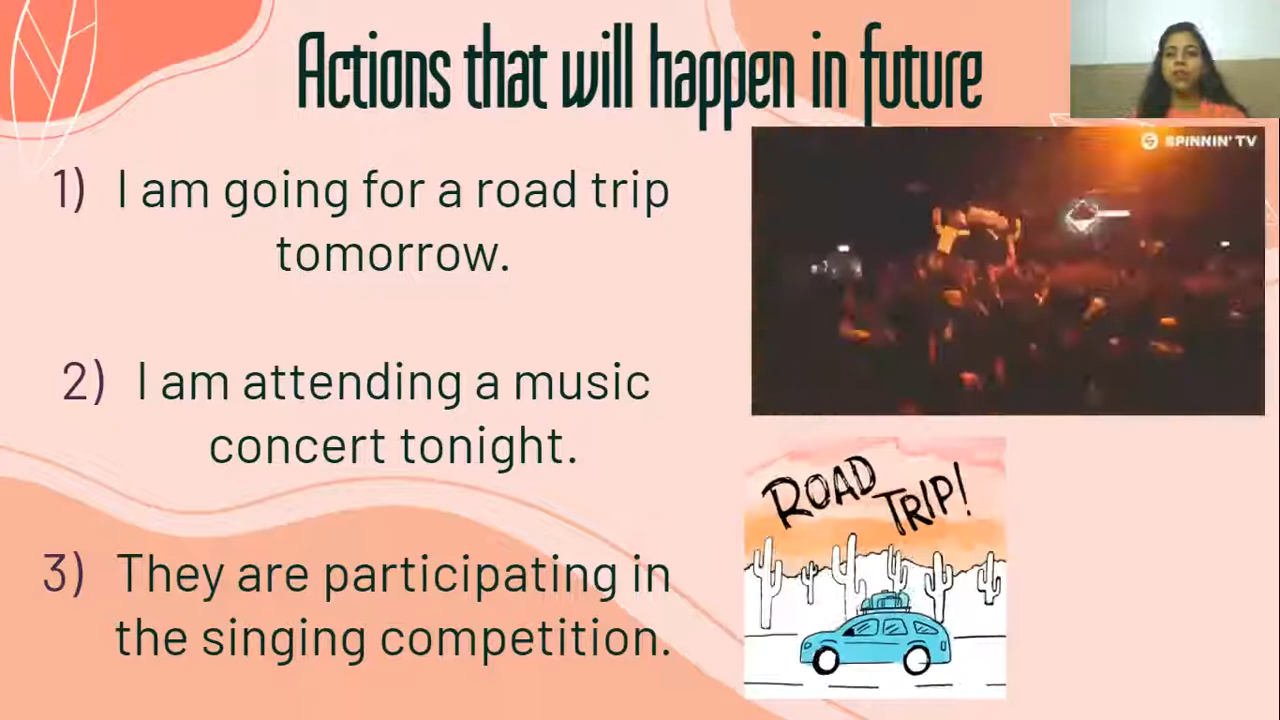 Actions that will happen in future
1) I am going for a road trip
tomorrow.
2) I am attending a music
concert tonight.
3) They are participating in
the singing competition.
SPINNIN' TV
ROAD
TRIP!